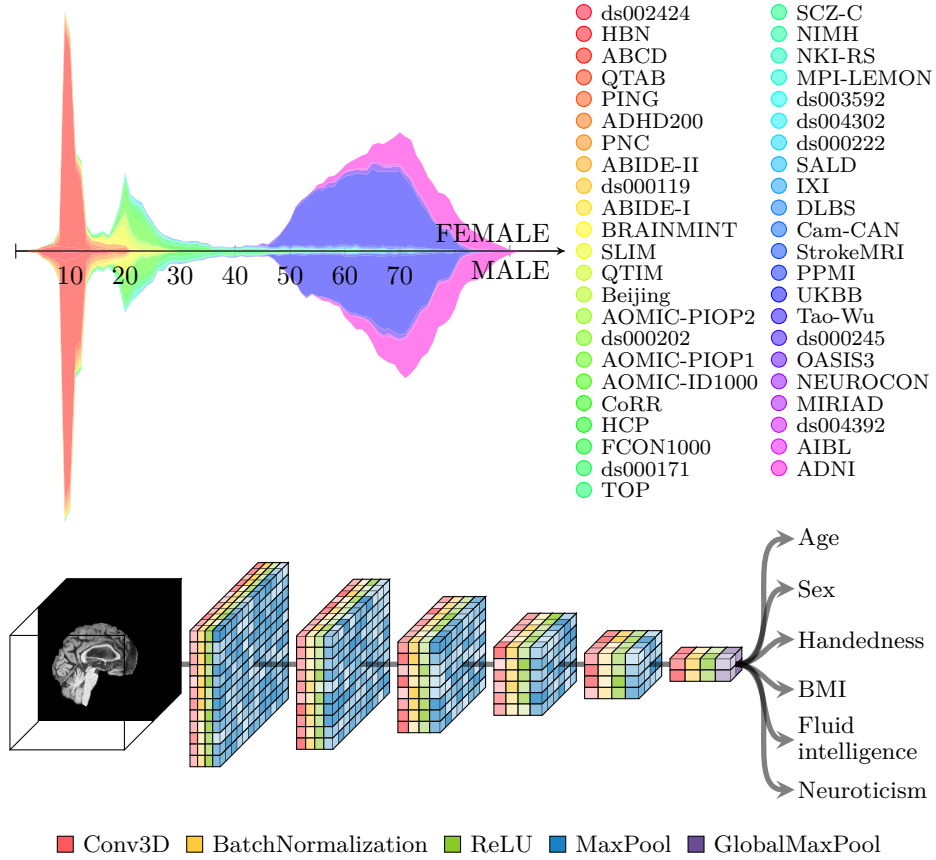 FEMALE
MALE
10 20 30 40 50 60 70
ds002424
HBN
ABCD
QTAB
PING
ADHD200
PNC
ABIDE-II
ds000119
ABIDE-I
BRAINMINT
SLIM
QTIM
Beijing
AOMIC-PIOP2
ds000202
AOMIC-PIOP1
AOMIC-ID1000
CoRR
HCP
FCON1000
ds000171
TOP
SCZ-C
NIMH
NKI-RS
MPI-LEMON
ds003592
ds004302
ds000222
SALD
IXI
DLBS
Cam-CAN
StrokeMRI
PPMI
UKBB
Tao-Wu
ds000245
OASIS3
NEUROCON
MIRIAD
ds004392
AIBL
ADNI
Age
Sex
Handedness
BMI
Fluid
intelligence
Neuroticism
Conv3D BatchNormalization ReLU MaxPool GlobalMaxPool